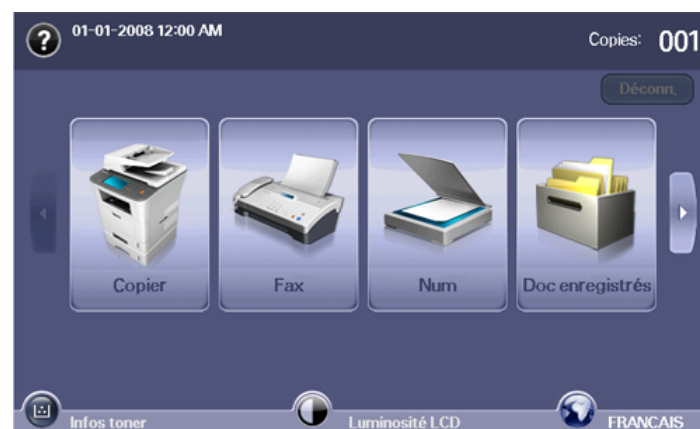 ?
01-01-2008 12:00 AM
Copies: 001
Déconn.
Copier
Fax
Num
Doc enregistrés
Infos toner
Luminosité LCD
FRANCAIS